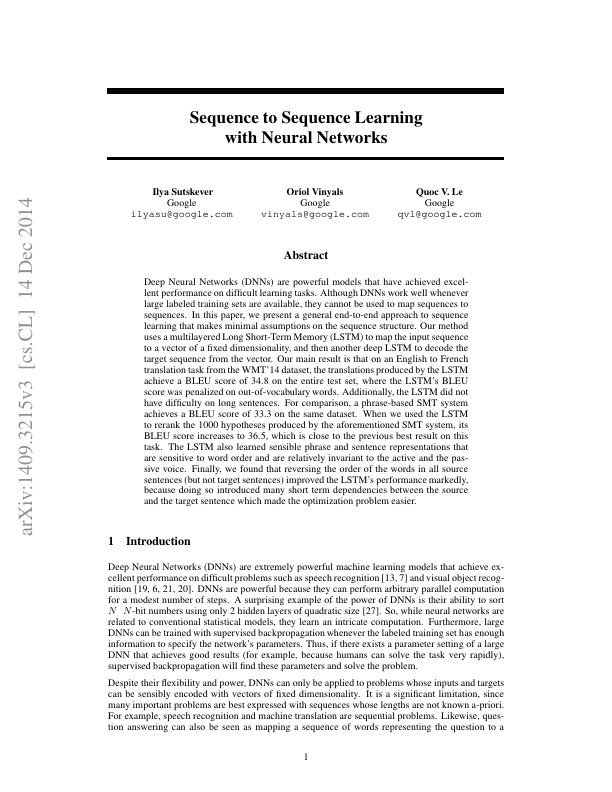 Sequence to Sequence Learning
with Neural Networks
Ilya Sutskever
Google
ilyasu@google.com
Oriol Vinyals
Google
vinyals@google.com
Quoc V. Le
Google
qvl@google.com
Abstract
Deep Neural Networks (DNNs) are powerful models that have achieved excel-
lent performance on difficult learning tasks. Although DNNs work well whenever
large labeled training sets are available, they cannot be used to map sequences to
sequences. In this paper, we present a general end-to-end approach to sequence
learning that makes minimal assumptions on the sequence structure. Our method
uses a multilayered Long Short-Term Memory (LSTM) to map the input sequence
to a vector of a fixed dimensionality, and then another deep LSTM to decode the
target sequence from the vector. Our main result is that on an English to French
translation task from the WMT'14 dataset, the translations produced by the LSTM
achieve a BLEU score of 34.8 on the entire test set, where the LSTM's BLEU
score was penalized on out-of-vocabulary words. Additionally, the LSTM did not
have difficulty on long sentences. For comparison, a phrase-based SMT system
achieves a BLEU score of 33.3 on the same dataset. When we used the LSTM
to rerank the 1000 hypotheses produced by the aforementioned SMT system, its
BLEU score increases to 36.5, which is close to the previous best result on this
task. The LSTM also learned sensible phrase and sentence representations that
are sensitive to word order and are relatively invariant to the active and the pas-
sive voice. Finally, we found that reversing the order of the words in all source
sentences (but not target sentences) improved the LSTM's performance markedly,
because doing so introduced many short term dependencies between the source
and the target sentence which made the optimization problem easier.
1 Introduction
Deep Neural Networks (DNNs) are extremely powerful machine learning models that achieve ex-
cellent performance on difficult problems such as speech recognition [13, 7] and visual object recog-
nition [19, 6, 21, 20]. DNNs are powerful because they can perform arbitrary parallel computation
for a modest number of steps. A surprising example of the power of DNNs is their ability to sort
N N-bit numbers using only 2 hidden layers of quadratic size [27]. So, while neural networks are
related to conventional statistical models, they learn an intricate computation. Furthermore, large
DNNs can be trained with supervised backpropagation whenever the labeled training set has enough
information to specify the network's parameters. Thus, if there exists a parameter setting of a large
DNN that achieves good results (for example, because humans can solve the task very rapidly),
supervised backpropagation will find these parameters and solve the problem.
Despite their flexibility and power, DNNs can only be applied to problems whose inputs and targets
can be sensibly encoded with vectors of fixed dimensionality. It is a significant limitation, since
many important problems are best expressed with sequences whose lengths are not known a-priori.
For example, speech recognition and machine translation are sequential problems. Likewise, ques-
tion answering can also be seen as mapping a sequence of words representing the question to a
1
arXiv:1409.3215v3 [cs.CL] 14 Dec 2014